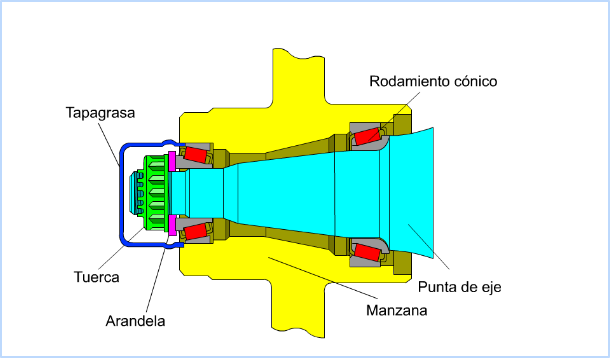 Rodamiento cónico
Tapagrasa
Tuerca
Punta de eje
Manzana
Arandela